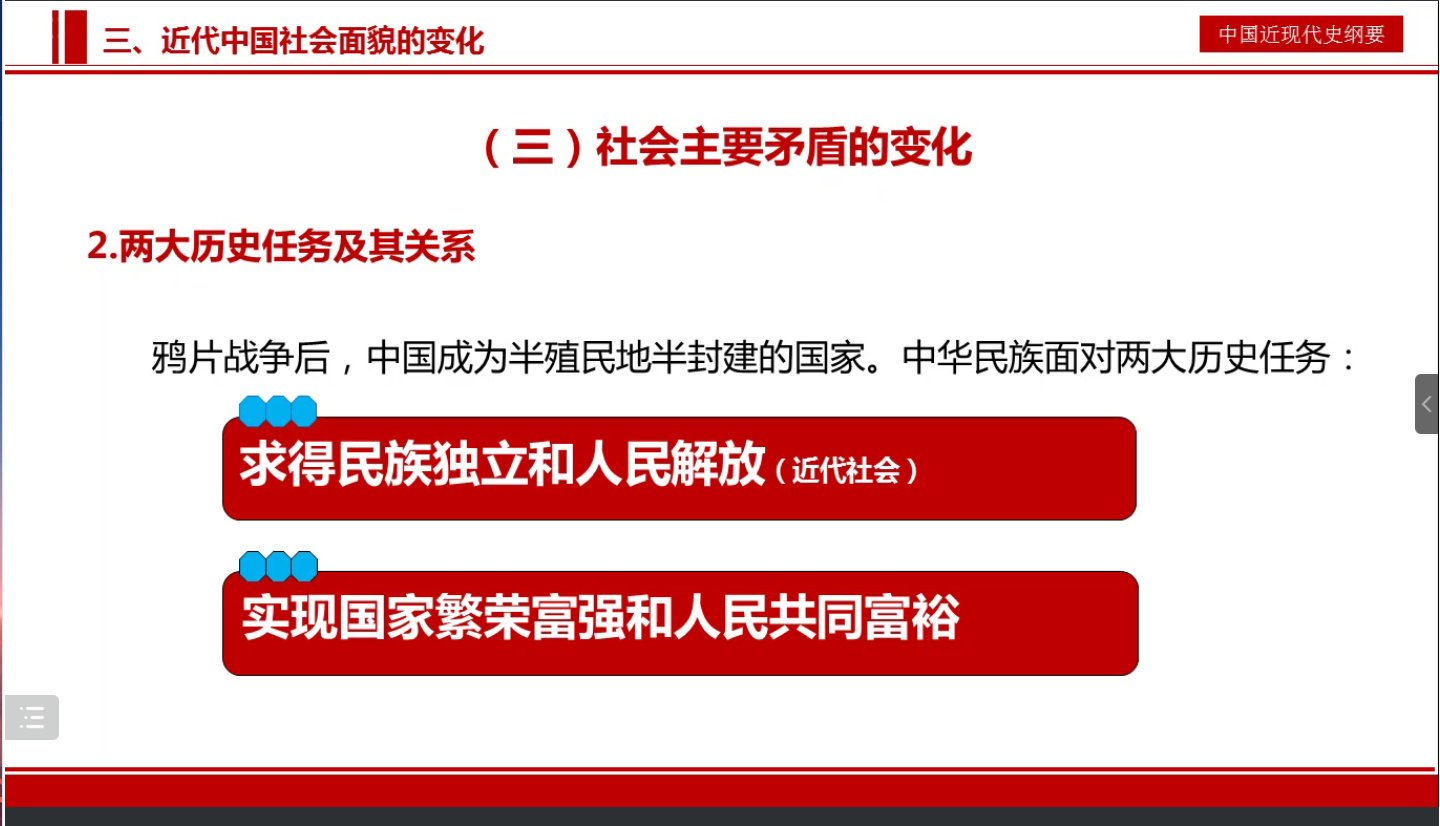 三、近代中国社会面貌的变化
中国近现代史纲要
（三）社会主要矛盾的变化
2.两大历史任务及其关系
鸦片战争后，中国成为半殖民地半封建的国家。中华民族面对两大历史任务：
求得民族独立和人民解放（近代社会）
实现国家繁荣富强和人民共同富裕